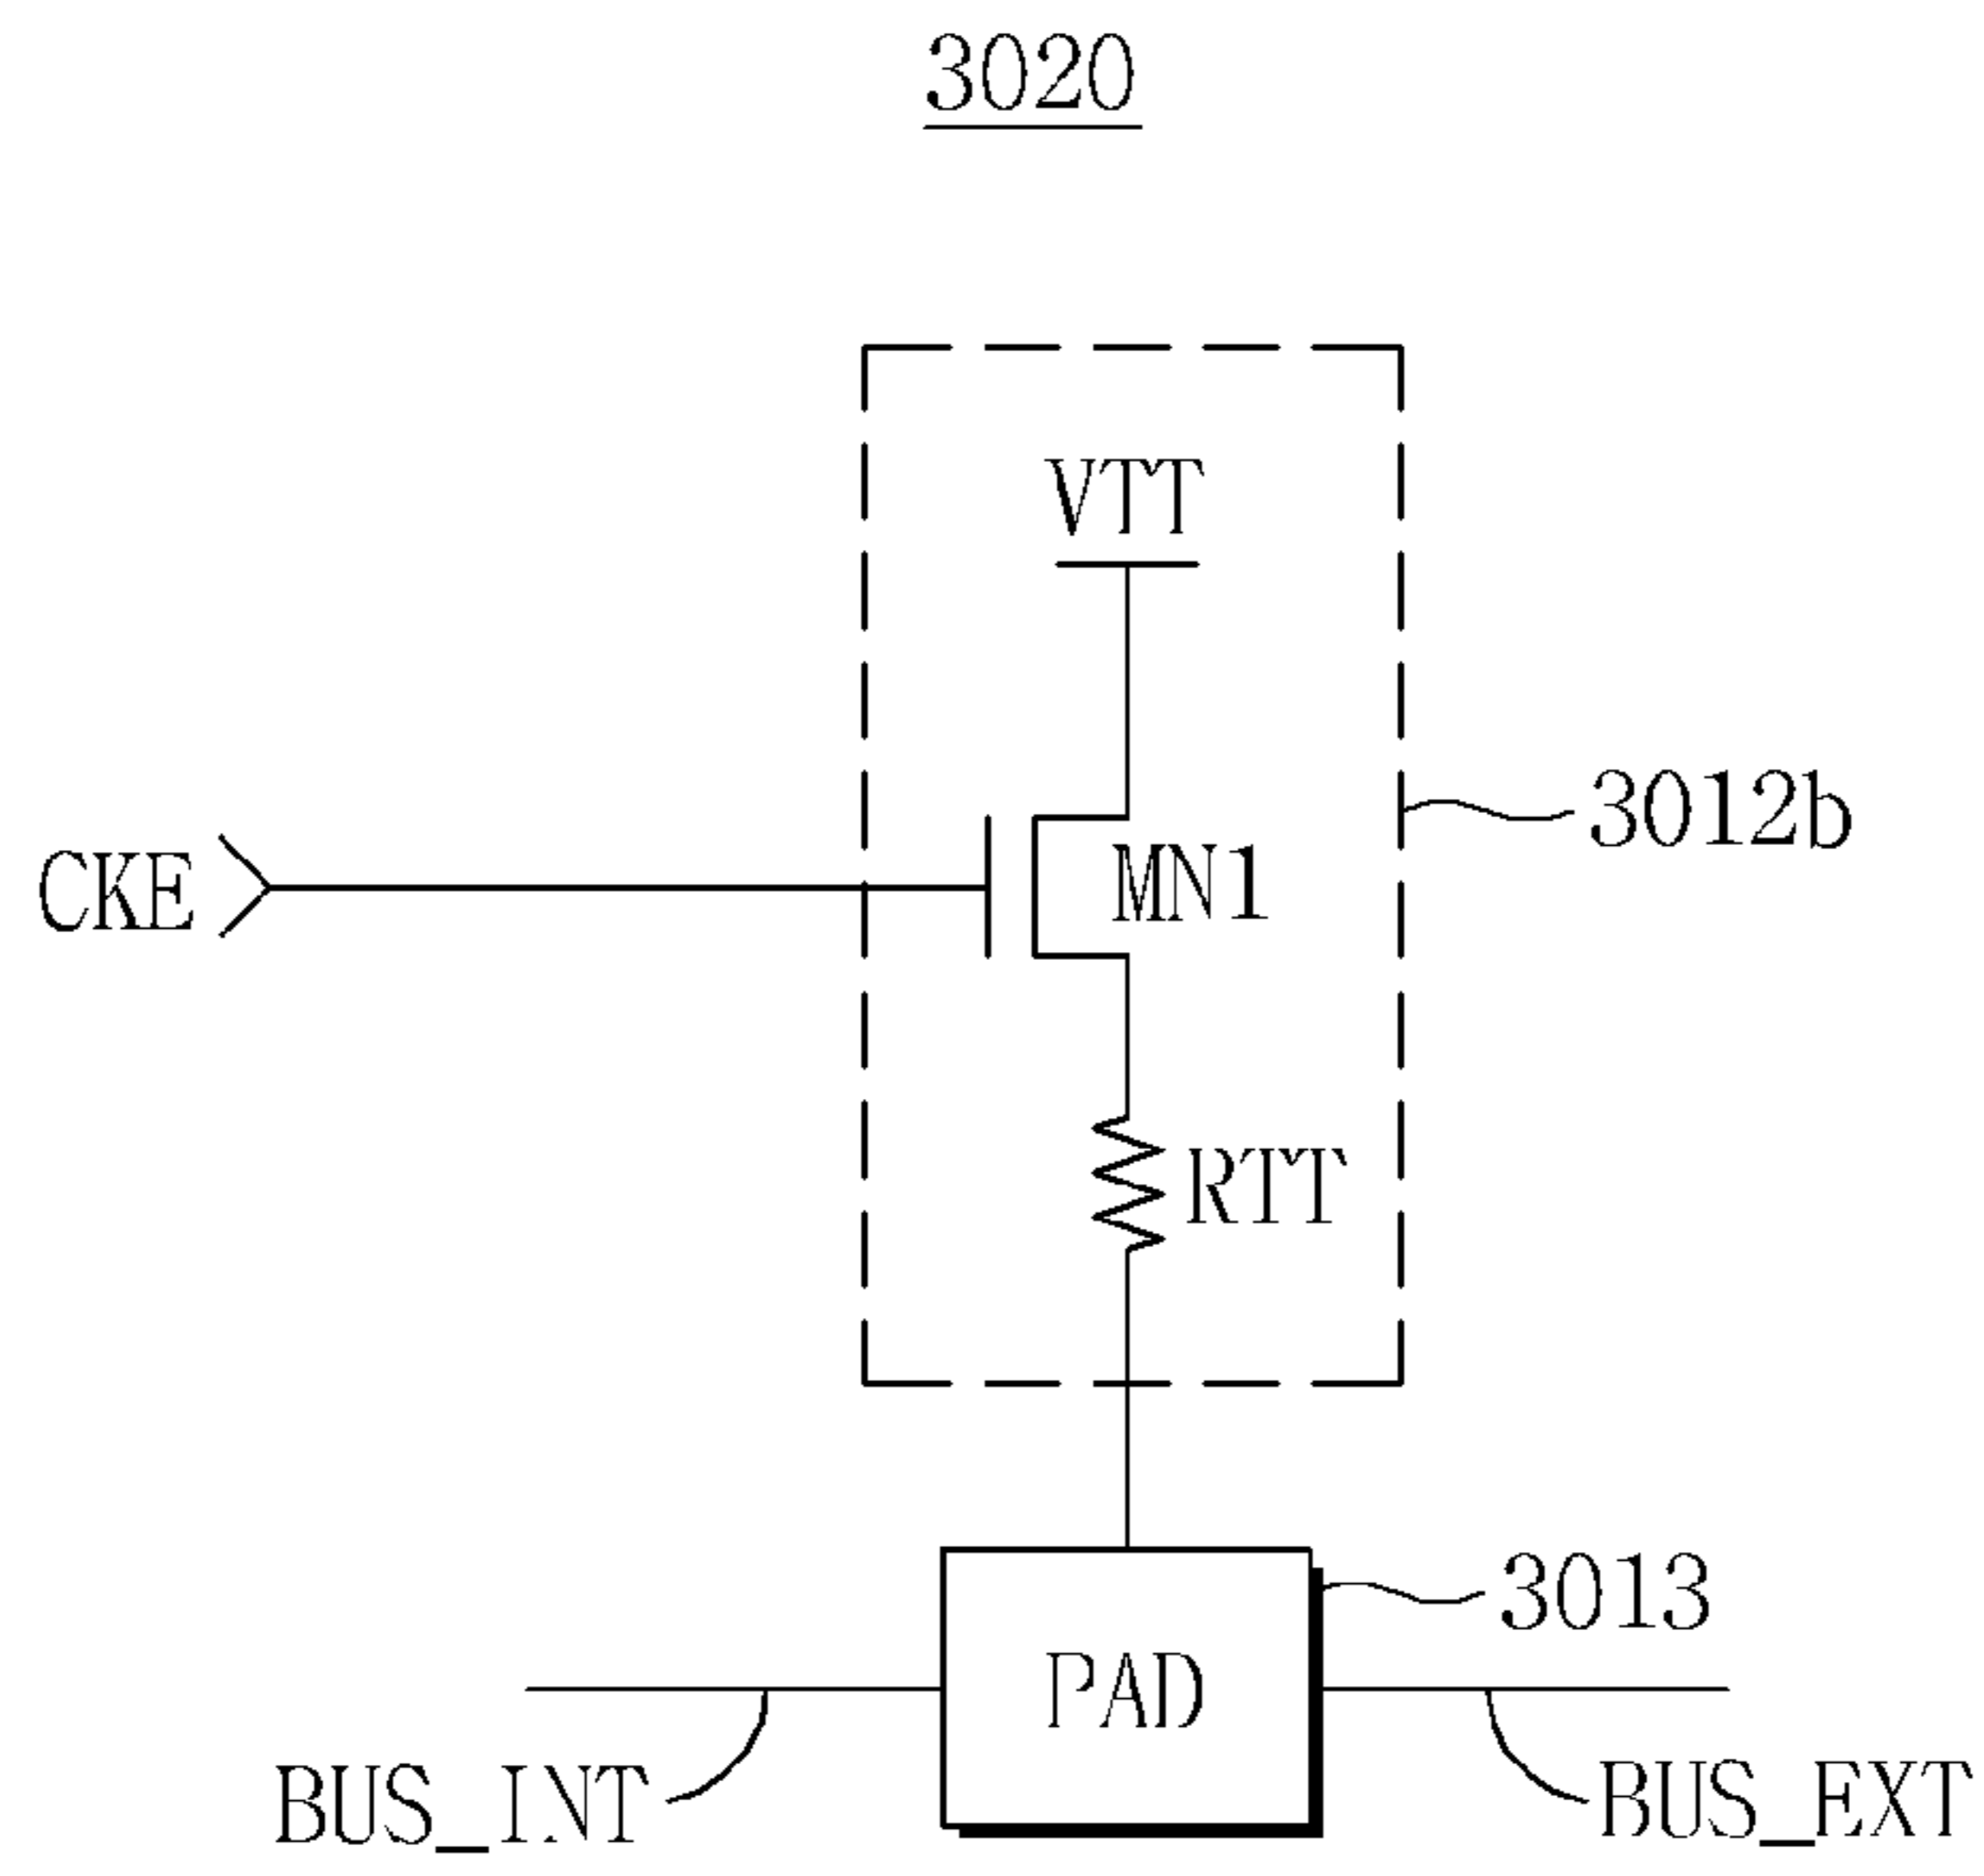 3020
VTT
3012b
CKE
MN1
RTT
3013
PAD
BUS_INT
BUS_EXT